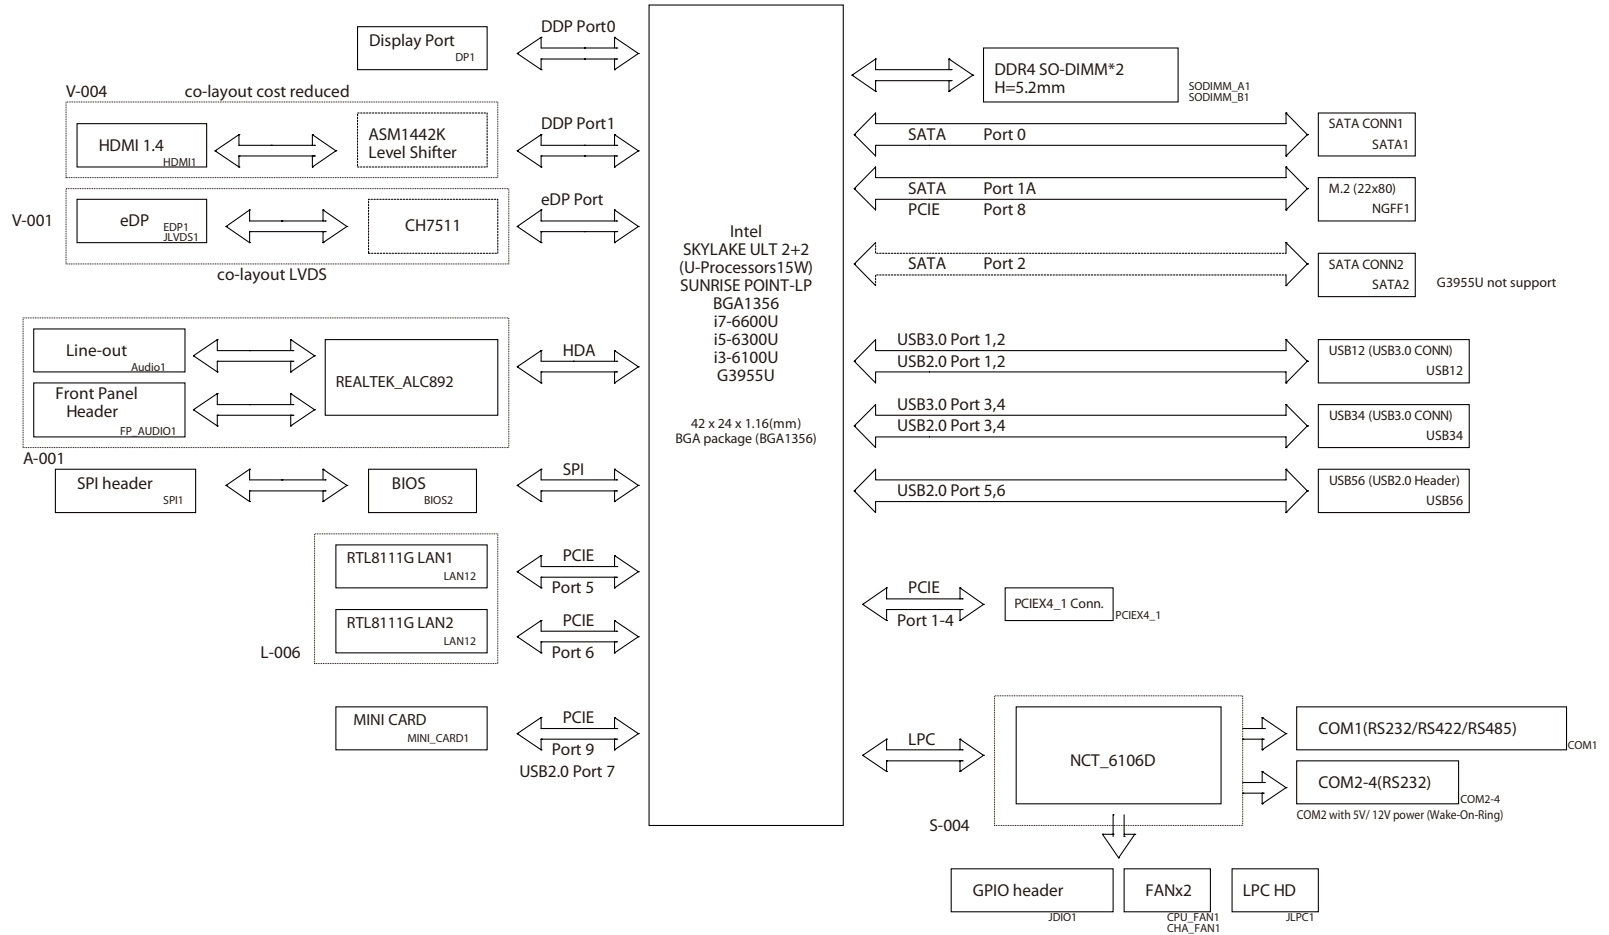 DDP Port0
Display Port
DP1
V-004
co-layout cost reduced
HDMI 1.4
HDMI1
ASM1442K
Level Shifter
DDP Port1
V-001
eDP
EDP1
JLVDS1
CH7511
eDP Port
co-layout LVDS
Line-out
Audio1
Front Panel
Header
FP_AUDIO1
REALTEK_ALC892
HDA
A-001
SPI header
SPI1
BIOS
BIOS2
SPI
RTL8111G LAN1
LAN12
PCIE
Port 5
RTL8111G LAN2
LAN12
PCIE
Port 6
L-006
MINI CARD
MINI_CARD1
PCIE
Port 9
USB2.0 Port 7
Intel
SKYLAKE ULT 2+2
(U-Processors15W)
SUNRISE POINT-LP
BGA1356
i7-6600U
i5-6300U
i3-6100U
G3955U
42 x 24 x 1.16(mm)
BGA package (BGA1356)
DDR4 SO-DIMM*2
H=5.2mm
SODIMM_A1
SODIMM_B1
SATA Port 0
SATA CONN1
SATA1
SATA Port 1A
PCIE Port 8
M.2 (22x80)
NGFF1
SATA Port 2
SATA CONN2
SATA2
G3955U not support
USB3.0 Port 1,2
USB2.0 Port 1,2
USB12 (USB3.0 CONN)
USB12
USB3.0 Port 3,4
USB2.0 Port 3,4
USB34 (USB3.0 CONN)
USB34
USB2.0 Port 5,6
USB56 (USB2.0 Header)
USB56
PCIE
Port 1-4
PCIEX4_1 Conn.
PCIEX4_1
LPC
NCT_6106D
S-004
COM1(RS232/RS422/RS485)
COM1
COM2-4(RS232)
COM2-4
COM2 with 5V/ 12V power (Wake-On-Ring)
GPIO header
JDIO1
FANx2
CPU_FAN1
CHA_FAN1
LPC HD
JLPC1